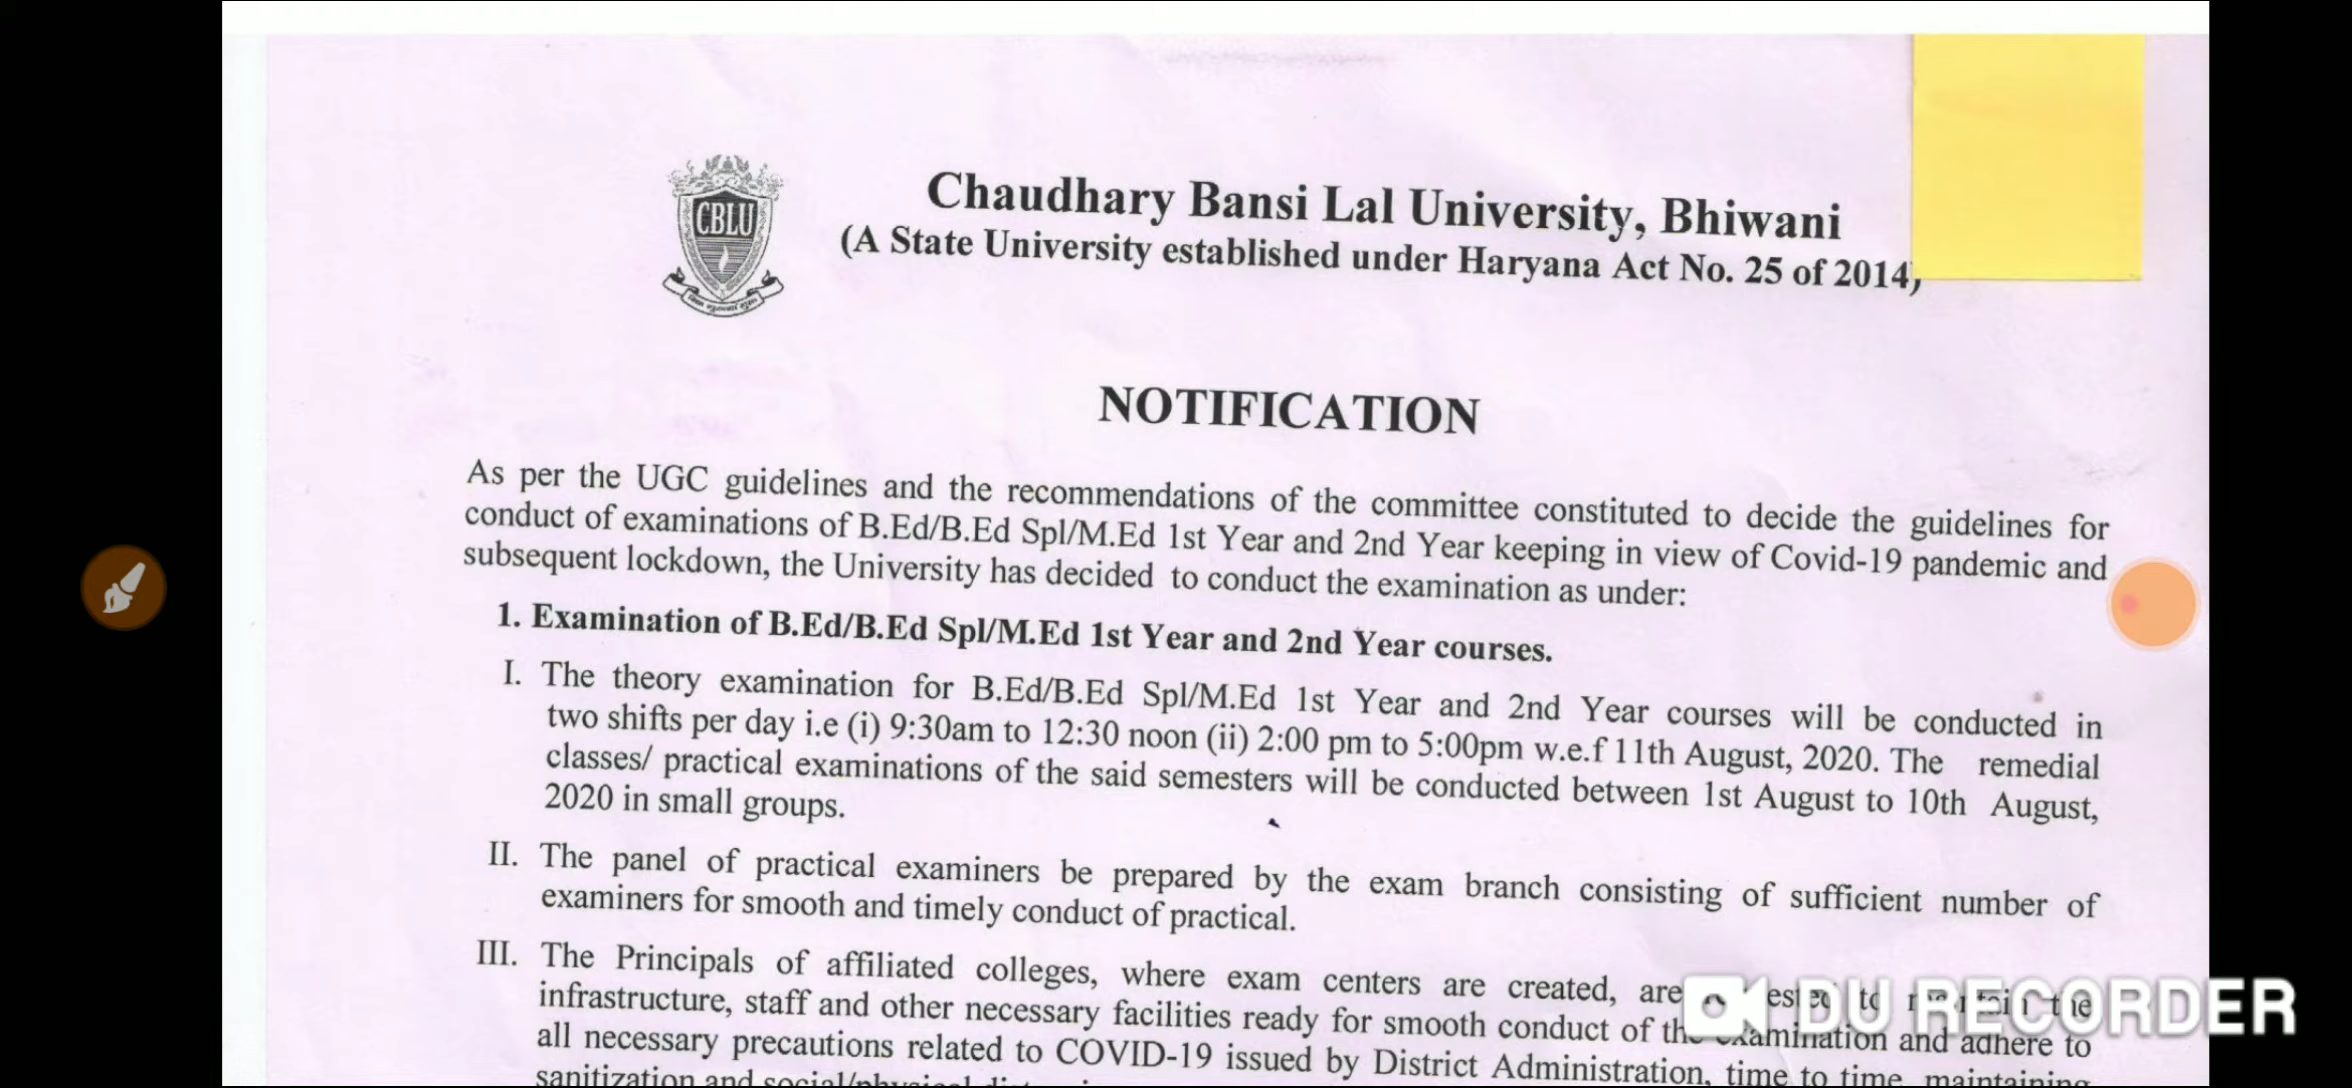 CBLU
Chaudhary Bansi Lal University, Bhiwani
(A State University established under Haryana Act No. 25 of 2014)
NOTIFICATION
As per the UGC guidelines and the recommendations of the committee constituted to decide the guidelines for
conduct of examinations of B.Ed/B.Ed Spl/M.Ed 1st Year and 2nd Year keeping in view of Covid-19 pandemic and
subsequent lockdown, the University has decided to conduct the examination as under:
1. Examination of B.Ed/B.Ed Spl/M.Ed 1st Year and 2nd Year courses.
I. The theory examination for B.Ed/B.Ed Spl/M.Ed 1st Year and 2nd Year courses will be conducted in
two shifts per day i.e (i) 9:30am to 12:30 noon (ii) 2:00 pm to 5:00pm w.e.f 11th August, 2020. The remedial
classes/ practical examinations of the said semesters will be conducted between 1st August to 10th August,
2020 in small groups.
II. The panel of practical examiners be prepared by the exam branch consisting of sufficient number of
examiners for smooth and timely conduct of practical.
III. The Principals of affiliated colleges, where exam centers are created, are to the
infrastructure, staff and other necessary facilities ready for smooth conduct of the examination and adhere to
all necessary precautions related to COVID-19 issued by District Administration, time to time, maintaining
sanitization and
DU RECORDER